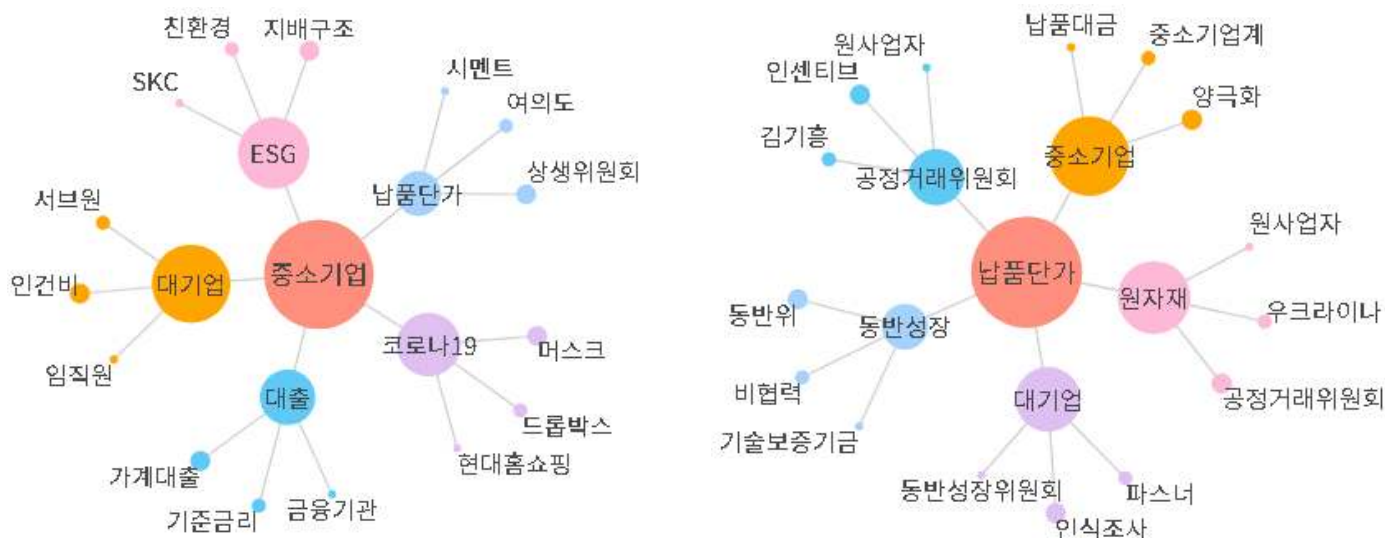 친환경
지배구조
SKC
ESG
시멘트
여의도
상생위원회
납품단가
서브원
인건비
임직원
대기업
중소기업
코로나19
머스크
드롭박스
현대홈쇼핑
대출
가계대출
기준금리
금융기관
납품대금
중소기업계
양극화
중소기업
원사업자
인센티브
김기흥
공정거래위원회
납품단가
원사업자
우크라이나
공정거래위원회
원자재
동반위
비협력
기술보증기금
동반성장
대기업
동반성장위원회
인식조사
파스너